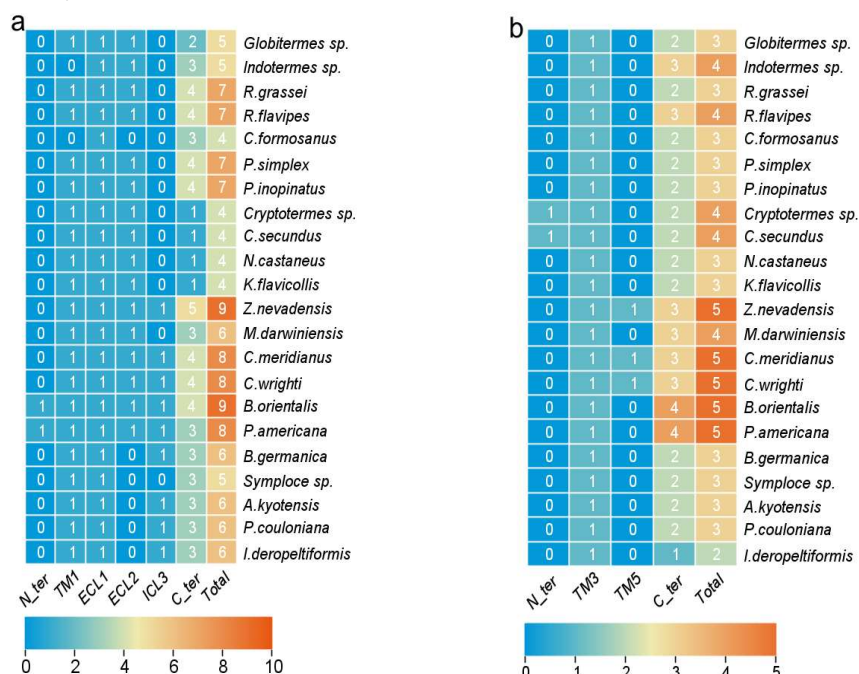 a
0 1 1 1 0 2 5 Globitermes sp.
0 0 1 1 0 3 5 Indotermes sp.
0 1 1 1 0 4 7 R.grassei
0 1 1 1 0 4 7 R.flavipes
0 0 1 0 0 3 4 C.formosanus
0 1 1 1 0 4 7 P.simplex
0 1 1 1 0 4 7 P.inopinatus
0 1 1 1 0 1 4 Cryptotermes sp.
0 1 1 1 0 1 4 C.secundus
0 1 1 1 0 1 4 N.castaneus
0 1 1 1 0 1 4 K.flavicollis
0 1 1 1 1 5 9 Z.nevadensis
0 1 1 1 0 3 6 M.darwiniensis
0 1 1 1 1 4 8 C.meridianus
0 1 1 1 1 4 8 C.wrighti
1 1 1 1 1 4 9 B.orientalis
1 1 1 1 1 3 8 P.americana
0 1 1 0 1 3 6 B.germanica
0 1 1 0 0 3 5 Symploce sp.
0 1 1 0 1 3 6 A.kyotensis
0 1 1 0 1 3 6 P.couloniana
0 1 1 0 1 3 6 I.deropeltiformis
N_ter TM1 ECL1 ECL2 ICL3 C_ter Total
0 2 4 6 8 10
b
0 1 0 2 3 Globitermes sp.
0 1 0 3 4 Indotermes sp.
0 1 0 2 3 R.grassei
0 1 0 3 4 R.flavipes
0 1 0 2 3 C.formosanus
0 1 0 2 3 P.simplex
0 1 0 2 3 P.inopinatus
1 1 0 2 4 Cryptotermes sp.
1 1 0 2 4 C.secundus
0 1 0 2 3 N.castaneus
0 1 0 2 3 K.flavicollis
0 1 1 3 5 Z.nevadensis
0 1 0 3 4 M.darwiniensis
0 1 1 3 5 C.meridianus
0 1 1 3 5 C.wrighti
0 1 0 4 5 B.orientalis
0 1 0 4 5 P.americana
0 1 0 2 3 B.germanica
0 1 0 2 3 Symploce sp.
0 1 0 2 3 A.kyotensis
0 1 0 2 3 P.couloniana
0 1 0 1 2 I.deropeltiformis
N_ter TM3 TM5 C_ter Total
0 1 2 3 4 5